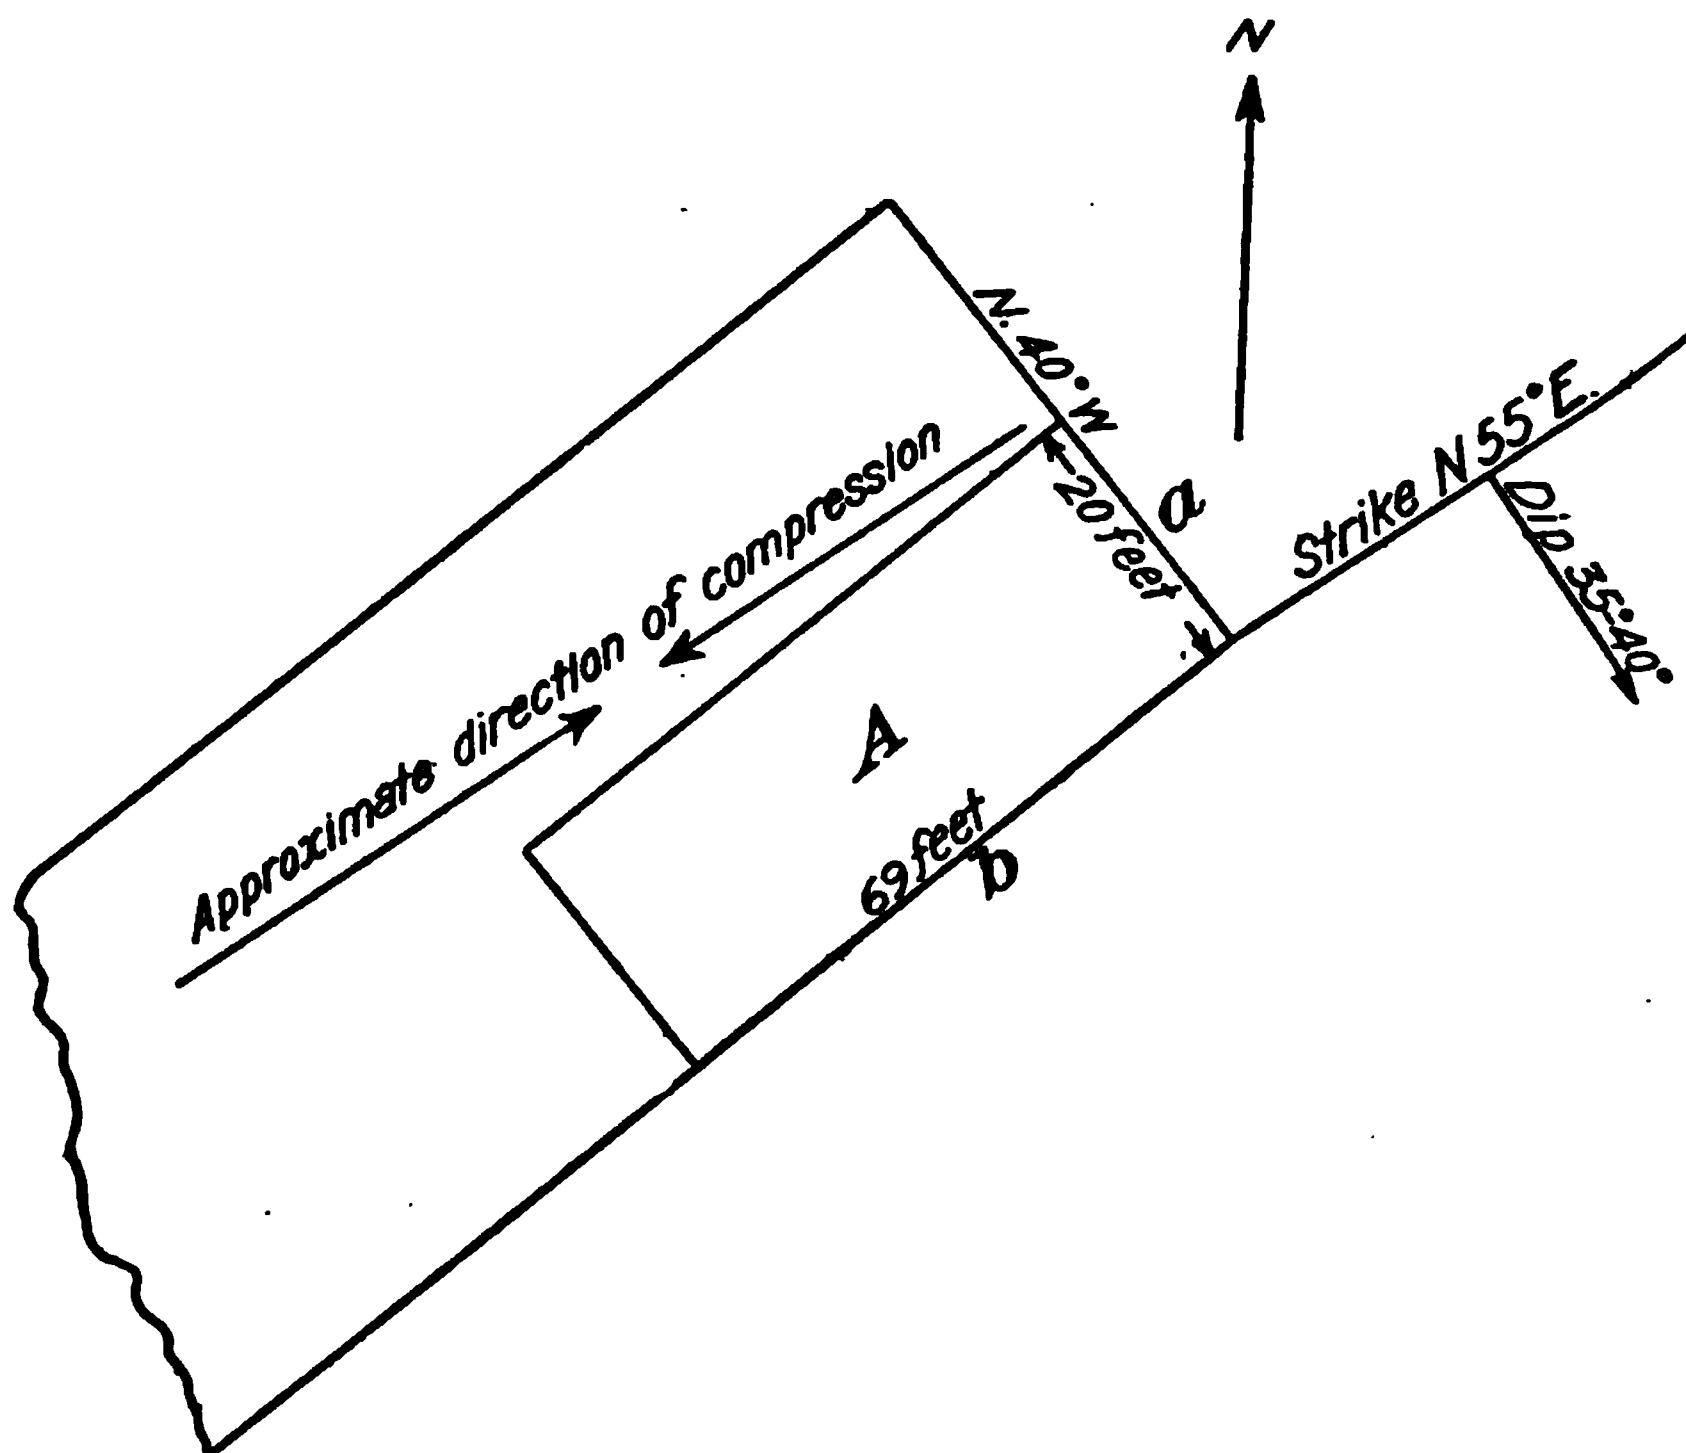 N
N. 40° W
a
20 feet
Strike N 55° E.
Dip 35°-40°
Approximate direction of compression
A
69 feet
b